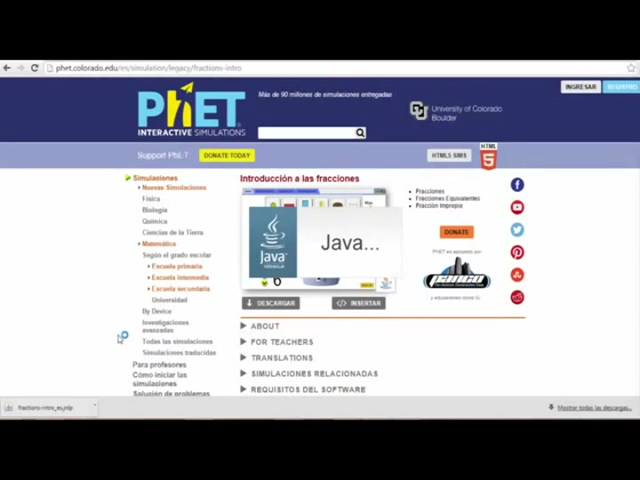 phet.colorado.edu/es/simulation/legacy/fractions-intro
INGRESAR
REGISTRO
PhET
INTERACTIVE SIMULATIONS
Más de 90 millones de simulaciones entregadas
University of Colorado
Boulder
Support PhET:
DONATE TODAY
HTML5 SIMS
HTML
5
Simulaciones
Nuevas Simulaciones
Física
Biología
Química
Ciencias de la Tierra
Matemática
Según el grado escolar
Escuela primaria
Escuela intermedia
Escuela secundaria
Universidad
By Device
Investigaciones
avanzadas
Todas las simulaciones
Simulaciones traducidas
Para profesores
Cómo iniciar las
simulaciones
Solución de problemas
Introducción a las fracciones
Java
Java...
DESCARGAR
INSERTAR
Fracciones
Fracciones Equivalentes
Fracción Impropia
DONATE
PhET es apoyado por
y educadores como tú
ABOUT
FOR TEACHERS
TRANSLATIONS
SIMULACIONES RELACIONADAS
REQUISITOS DEL SOFTWARE
fractions-intro_es.jnlp
Mostrar todas las descargas...